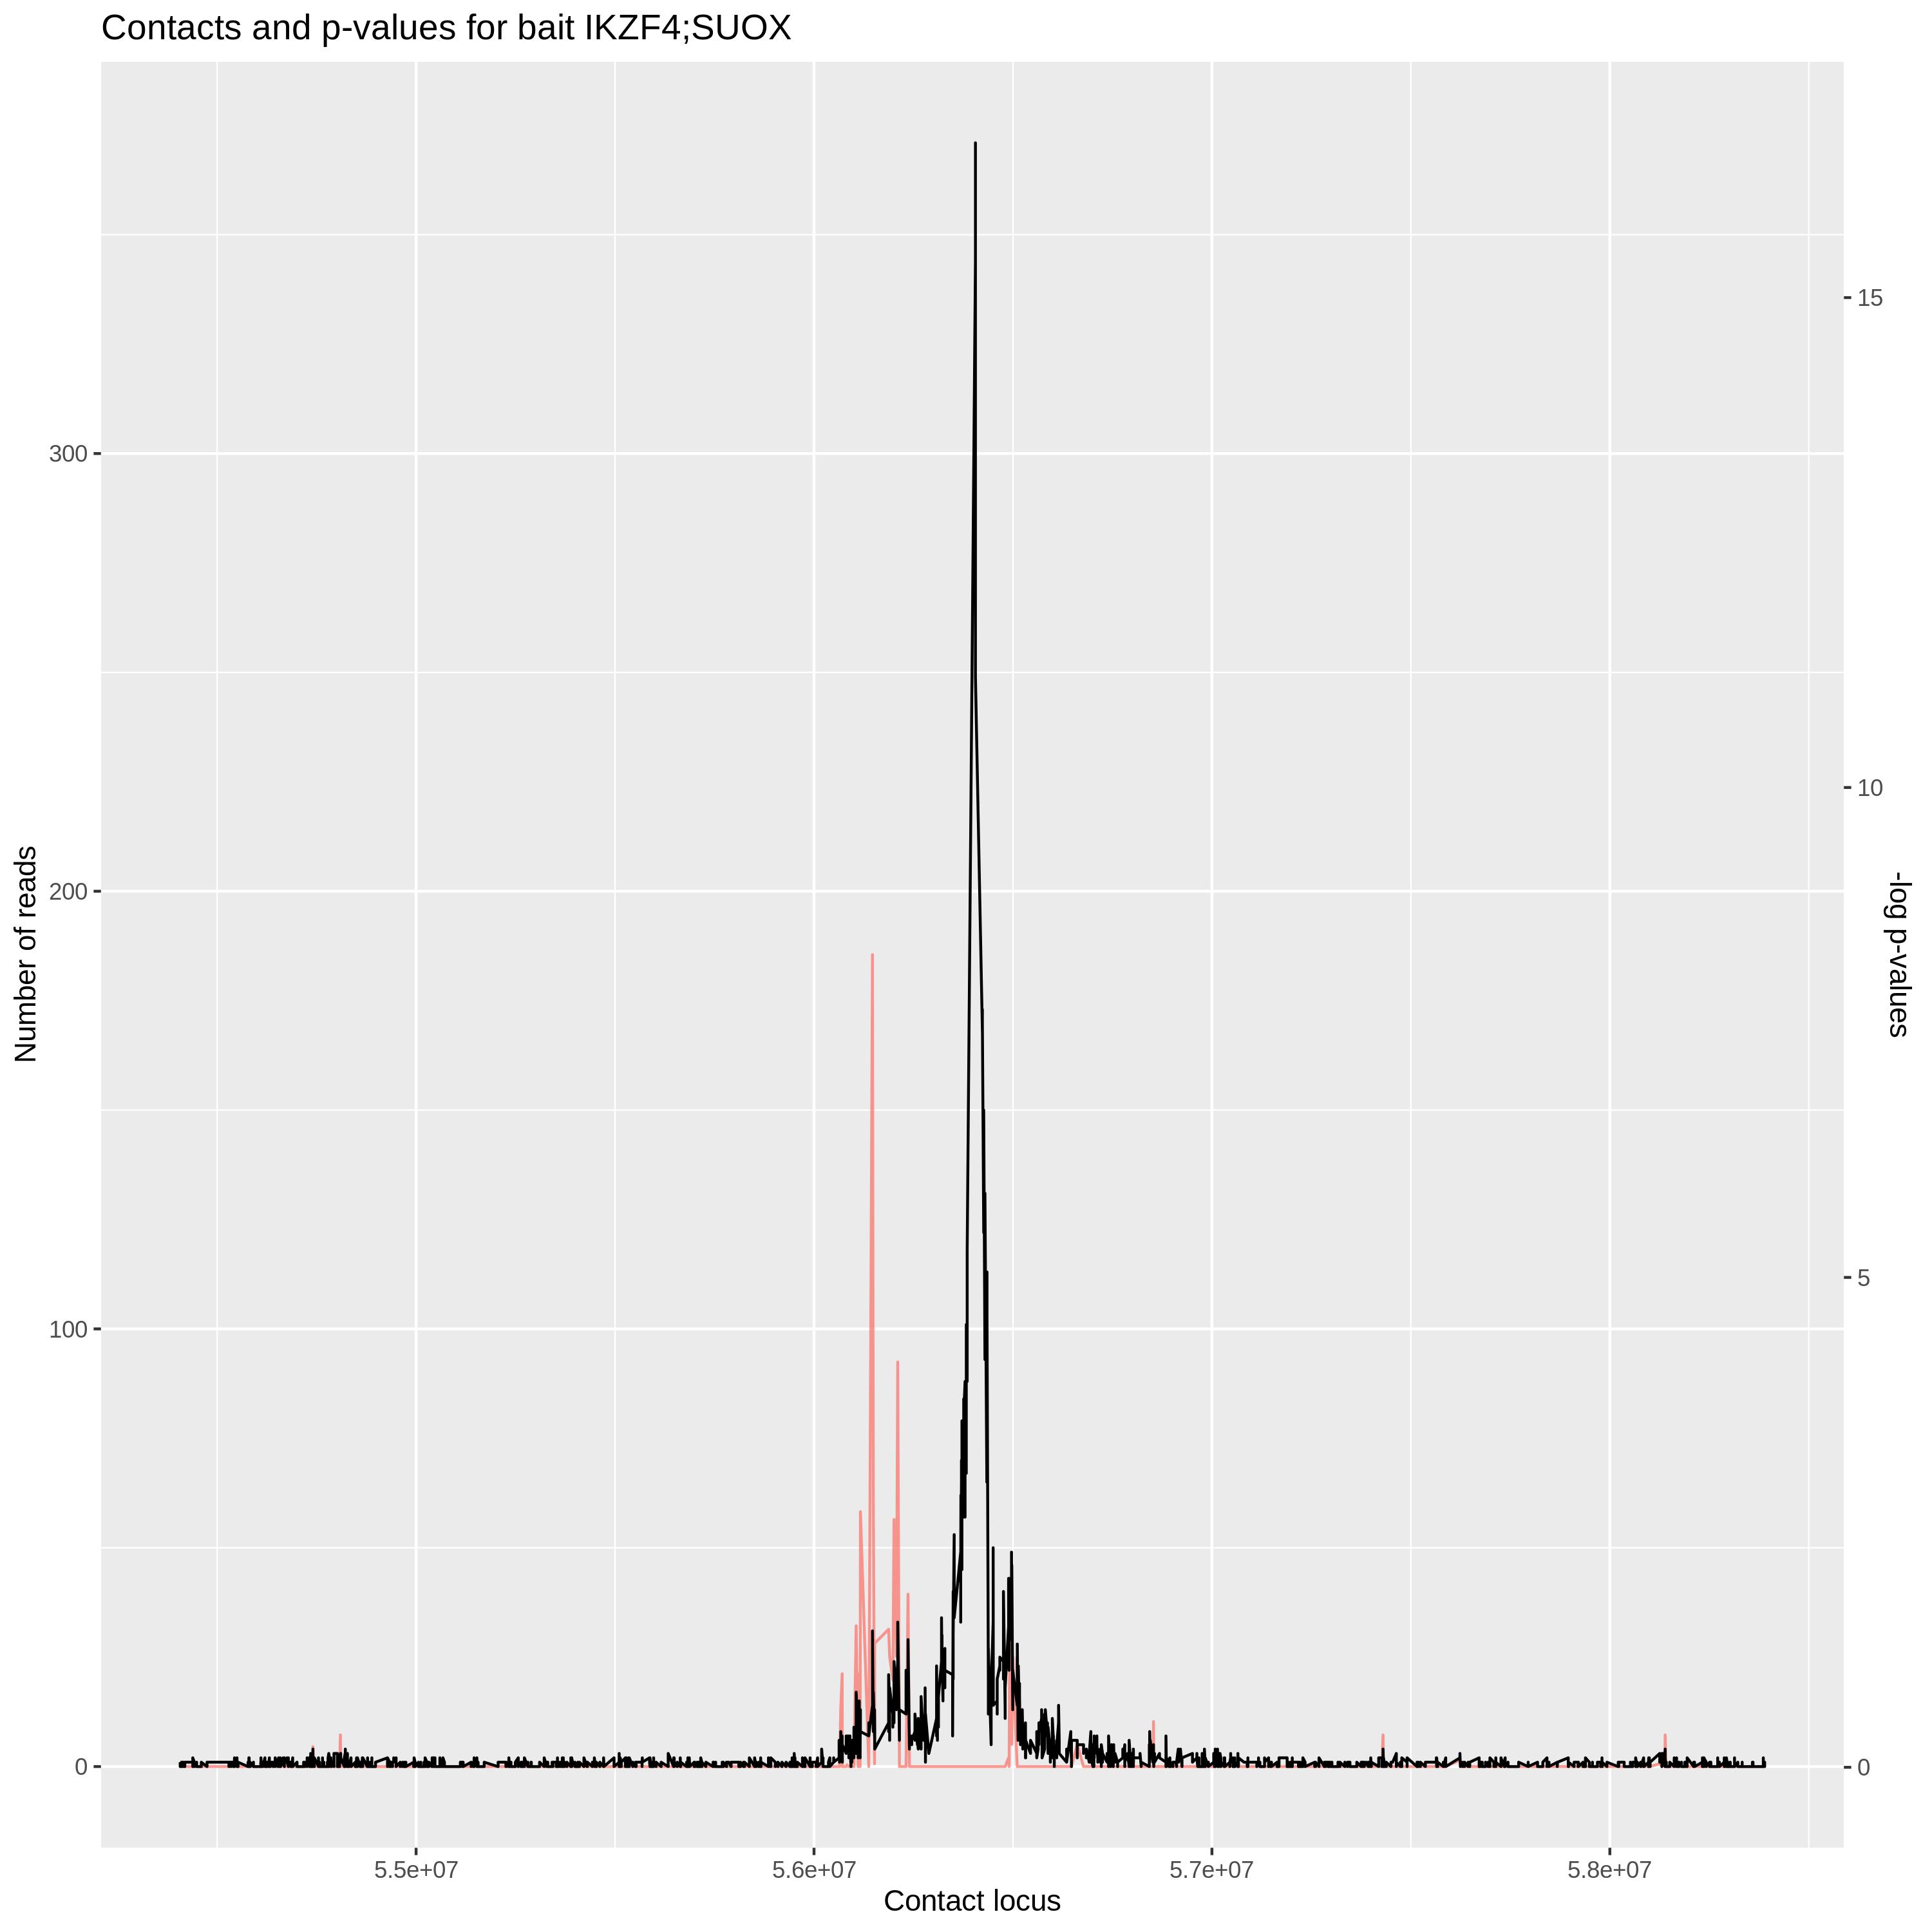 Contacts and p-values for bait IKZF4;SUOX
Number of reads
300
200
100
0
15
10
5
0
-log p-values
5.5e+07
5.6e+07
5.7e+07
5.8e+07
Contact locus